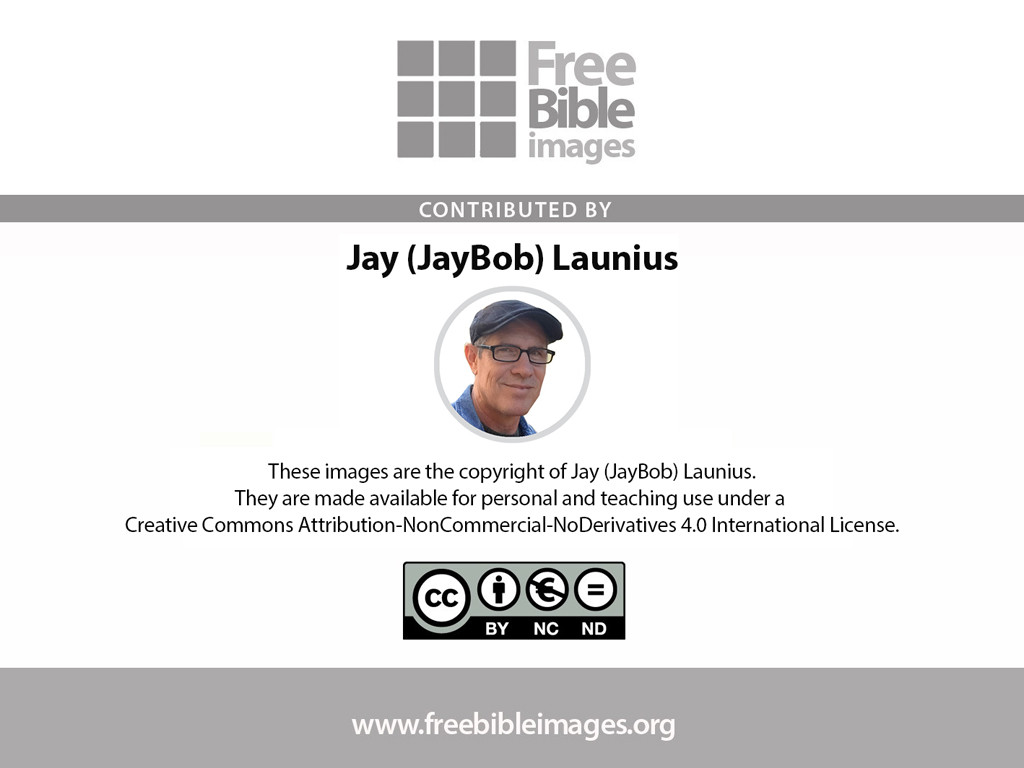 Free
Bible
images
CONTRIBUTED BY
Jay (JayBob) Launius
These images are the copyright of Jay (JayBob) Launius.
They are made available for personal and teaching use under a
Creative Commons Attribution-NonCommercial-NoDerivatives 4.0 International License.
cc
BY NC ND
www.freebibleimages.org